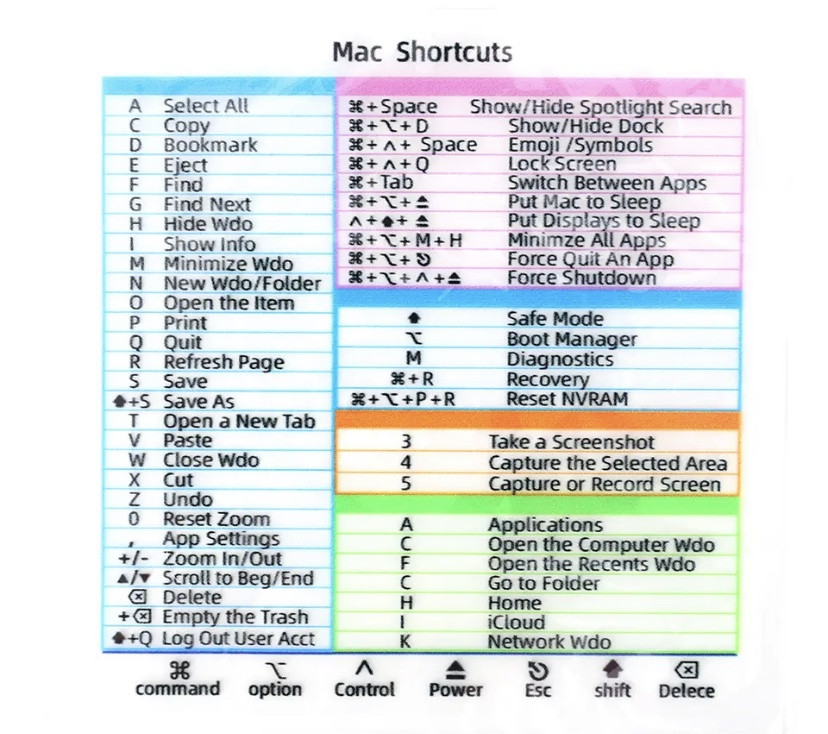 Mac Shortcuts
A Select All
C Copy
D Bookmark
E Eject
F Find
G Find Next
H Hide Wdo
I Show Info
M Minimize Wdo
N New Wdo/Folder
O Open the Item
P Print
Q Quit
R Refresh Page
S Save
⬆+S Save As
T Open a New Tab
V Paste
W Close Wdo
X Cut
Z Undo
0 Reset Zoom
, App Settings
+/- Zoom In/Out
▲/▼ Scroll to Beg/End
⌫ Delete
+⌫ Empty the Trash
⬆+Q Log Out User Acct
⌘+Space Show/Hide Spotlight Search
⌘+⌥+D Show/Hide Dock
⌘+^+ Space Emoji /Symbols
⌘+^+Q Lock Screen
⌘+Tab Switch Between Apps
⌘+⌥+⏏ Put Mac to Sleep
^+⬆+⏏ Put Displays to Sleep
⌘+⌥+M+H Minimze All Apps
⌘+⌥+⎋ Force Quit An App
⌘+⌥+^+⏏ Force Shutdown
⬆ Safe Mode
⌥ Boot Manager
M Diagnostics
⌘+R Recovery
⌘+⌥+P+R Reset NVRAM
3 Take a Screenshot
4 Capture the Selected Area
5 Capture or Record Screen
A Applications
C Open the Computer Wdo
F Open the Recents Wdo
C Go to Folder
H Home
I iCloud
K Network Wdo
⌘ ⌥ ^ ⏏ ⎋ ⬆ ⌫
command option Control Power Esc shift Delece